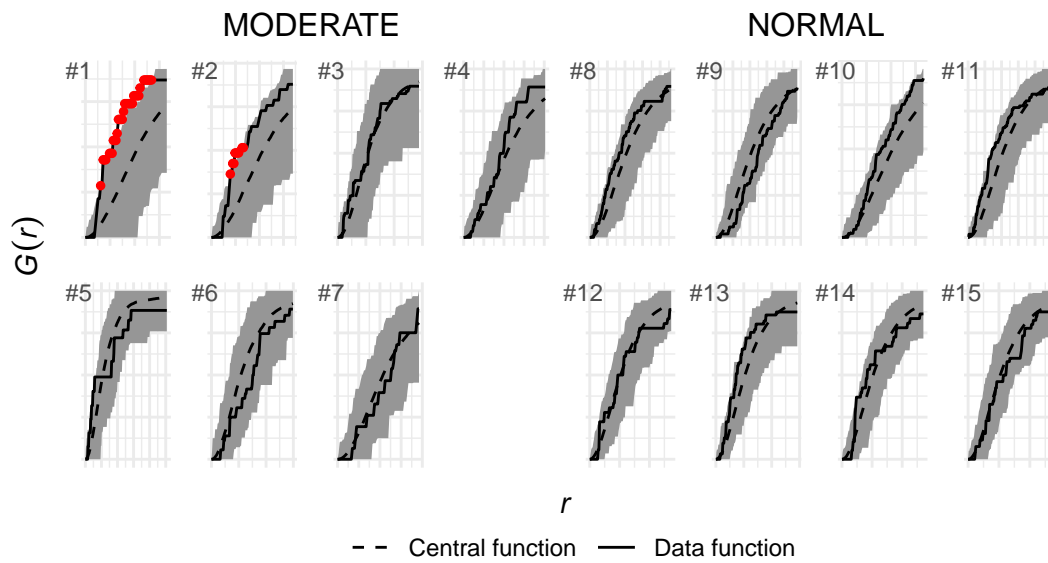 MODERATE NORMAL
#1 #2 #3 #4 #8 #9 #10 #11
G(r)
#5 #6 #7 #12 #13 #14 #15
r
Central function Data function